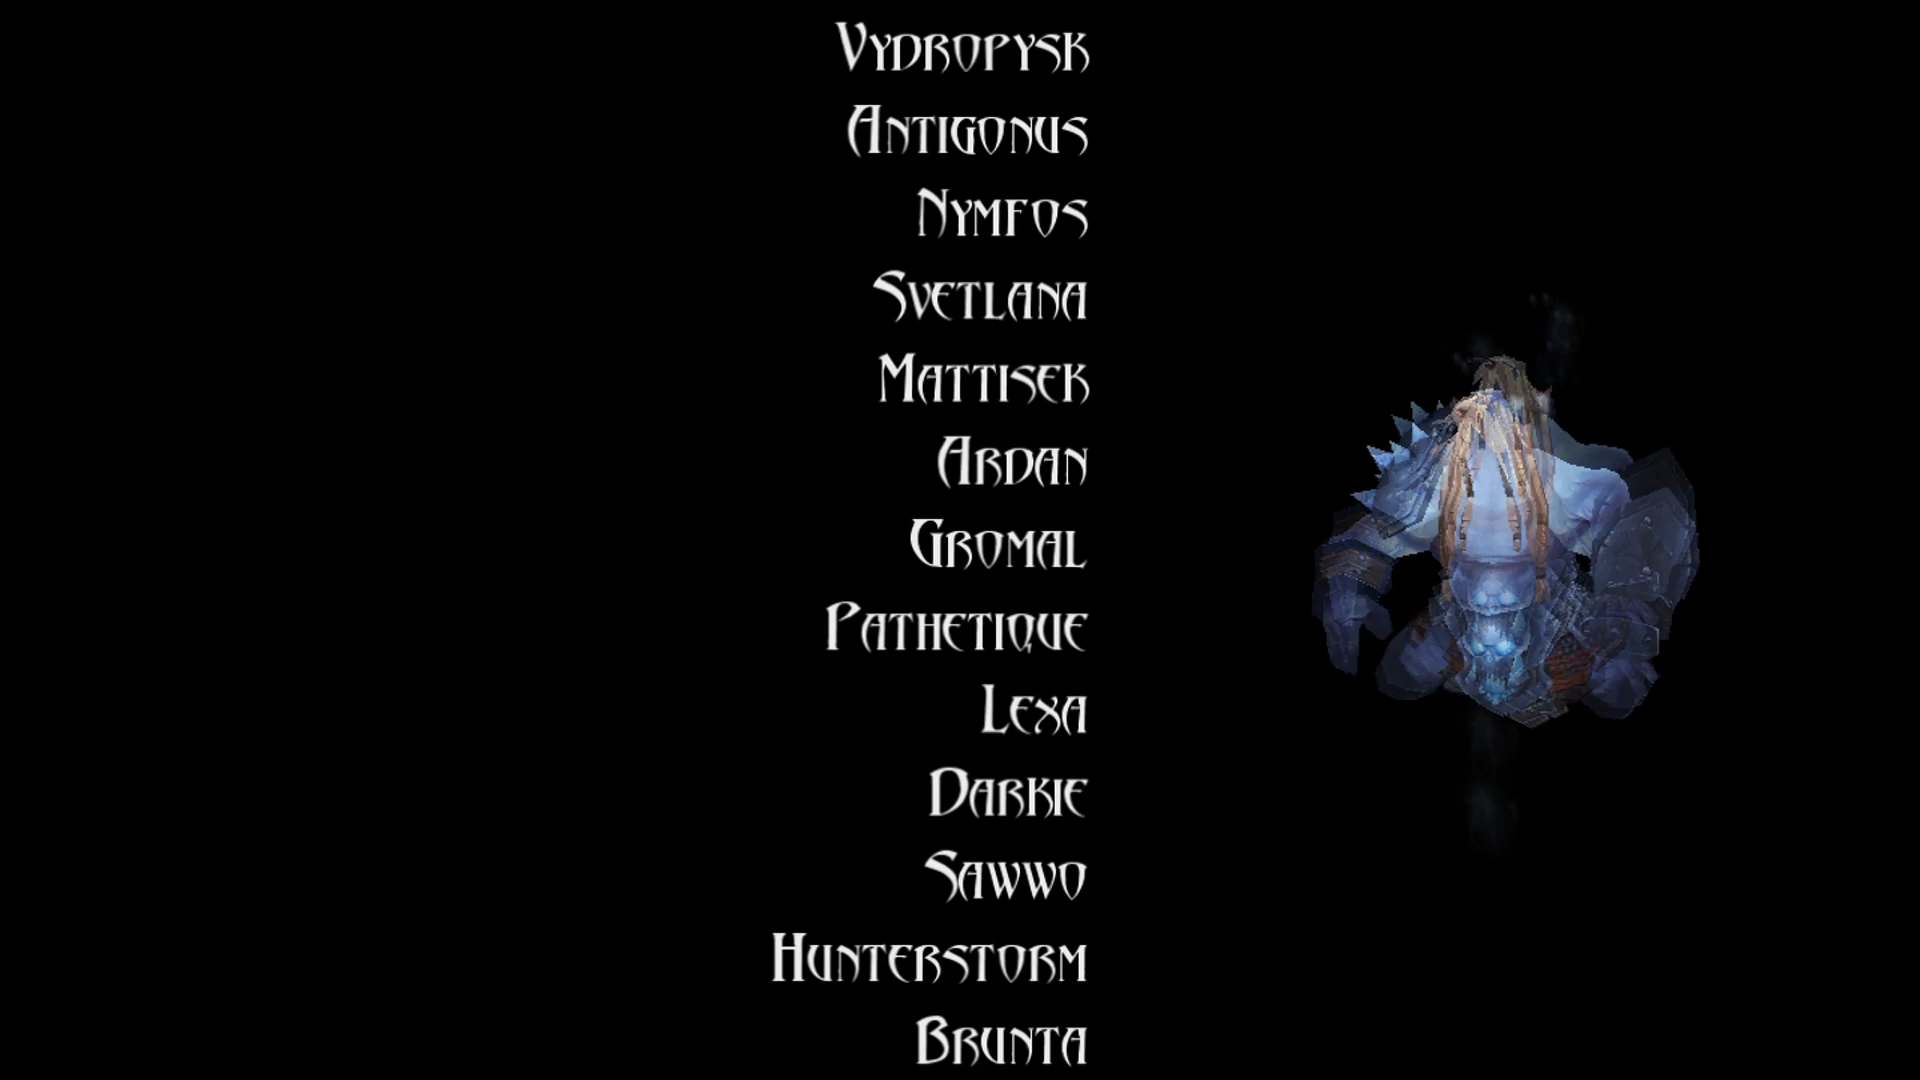 Vydropysk
Antigonus
Nymfos
Svetlana
Mattisek
Ardan
Gromal
Pathetique
Lexa
Darkie
Sawwo
Hunterstorm
Brunta